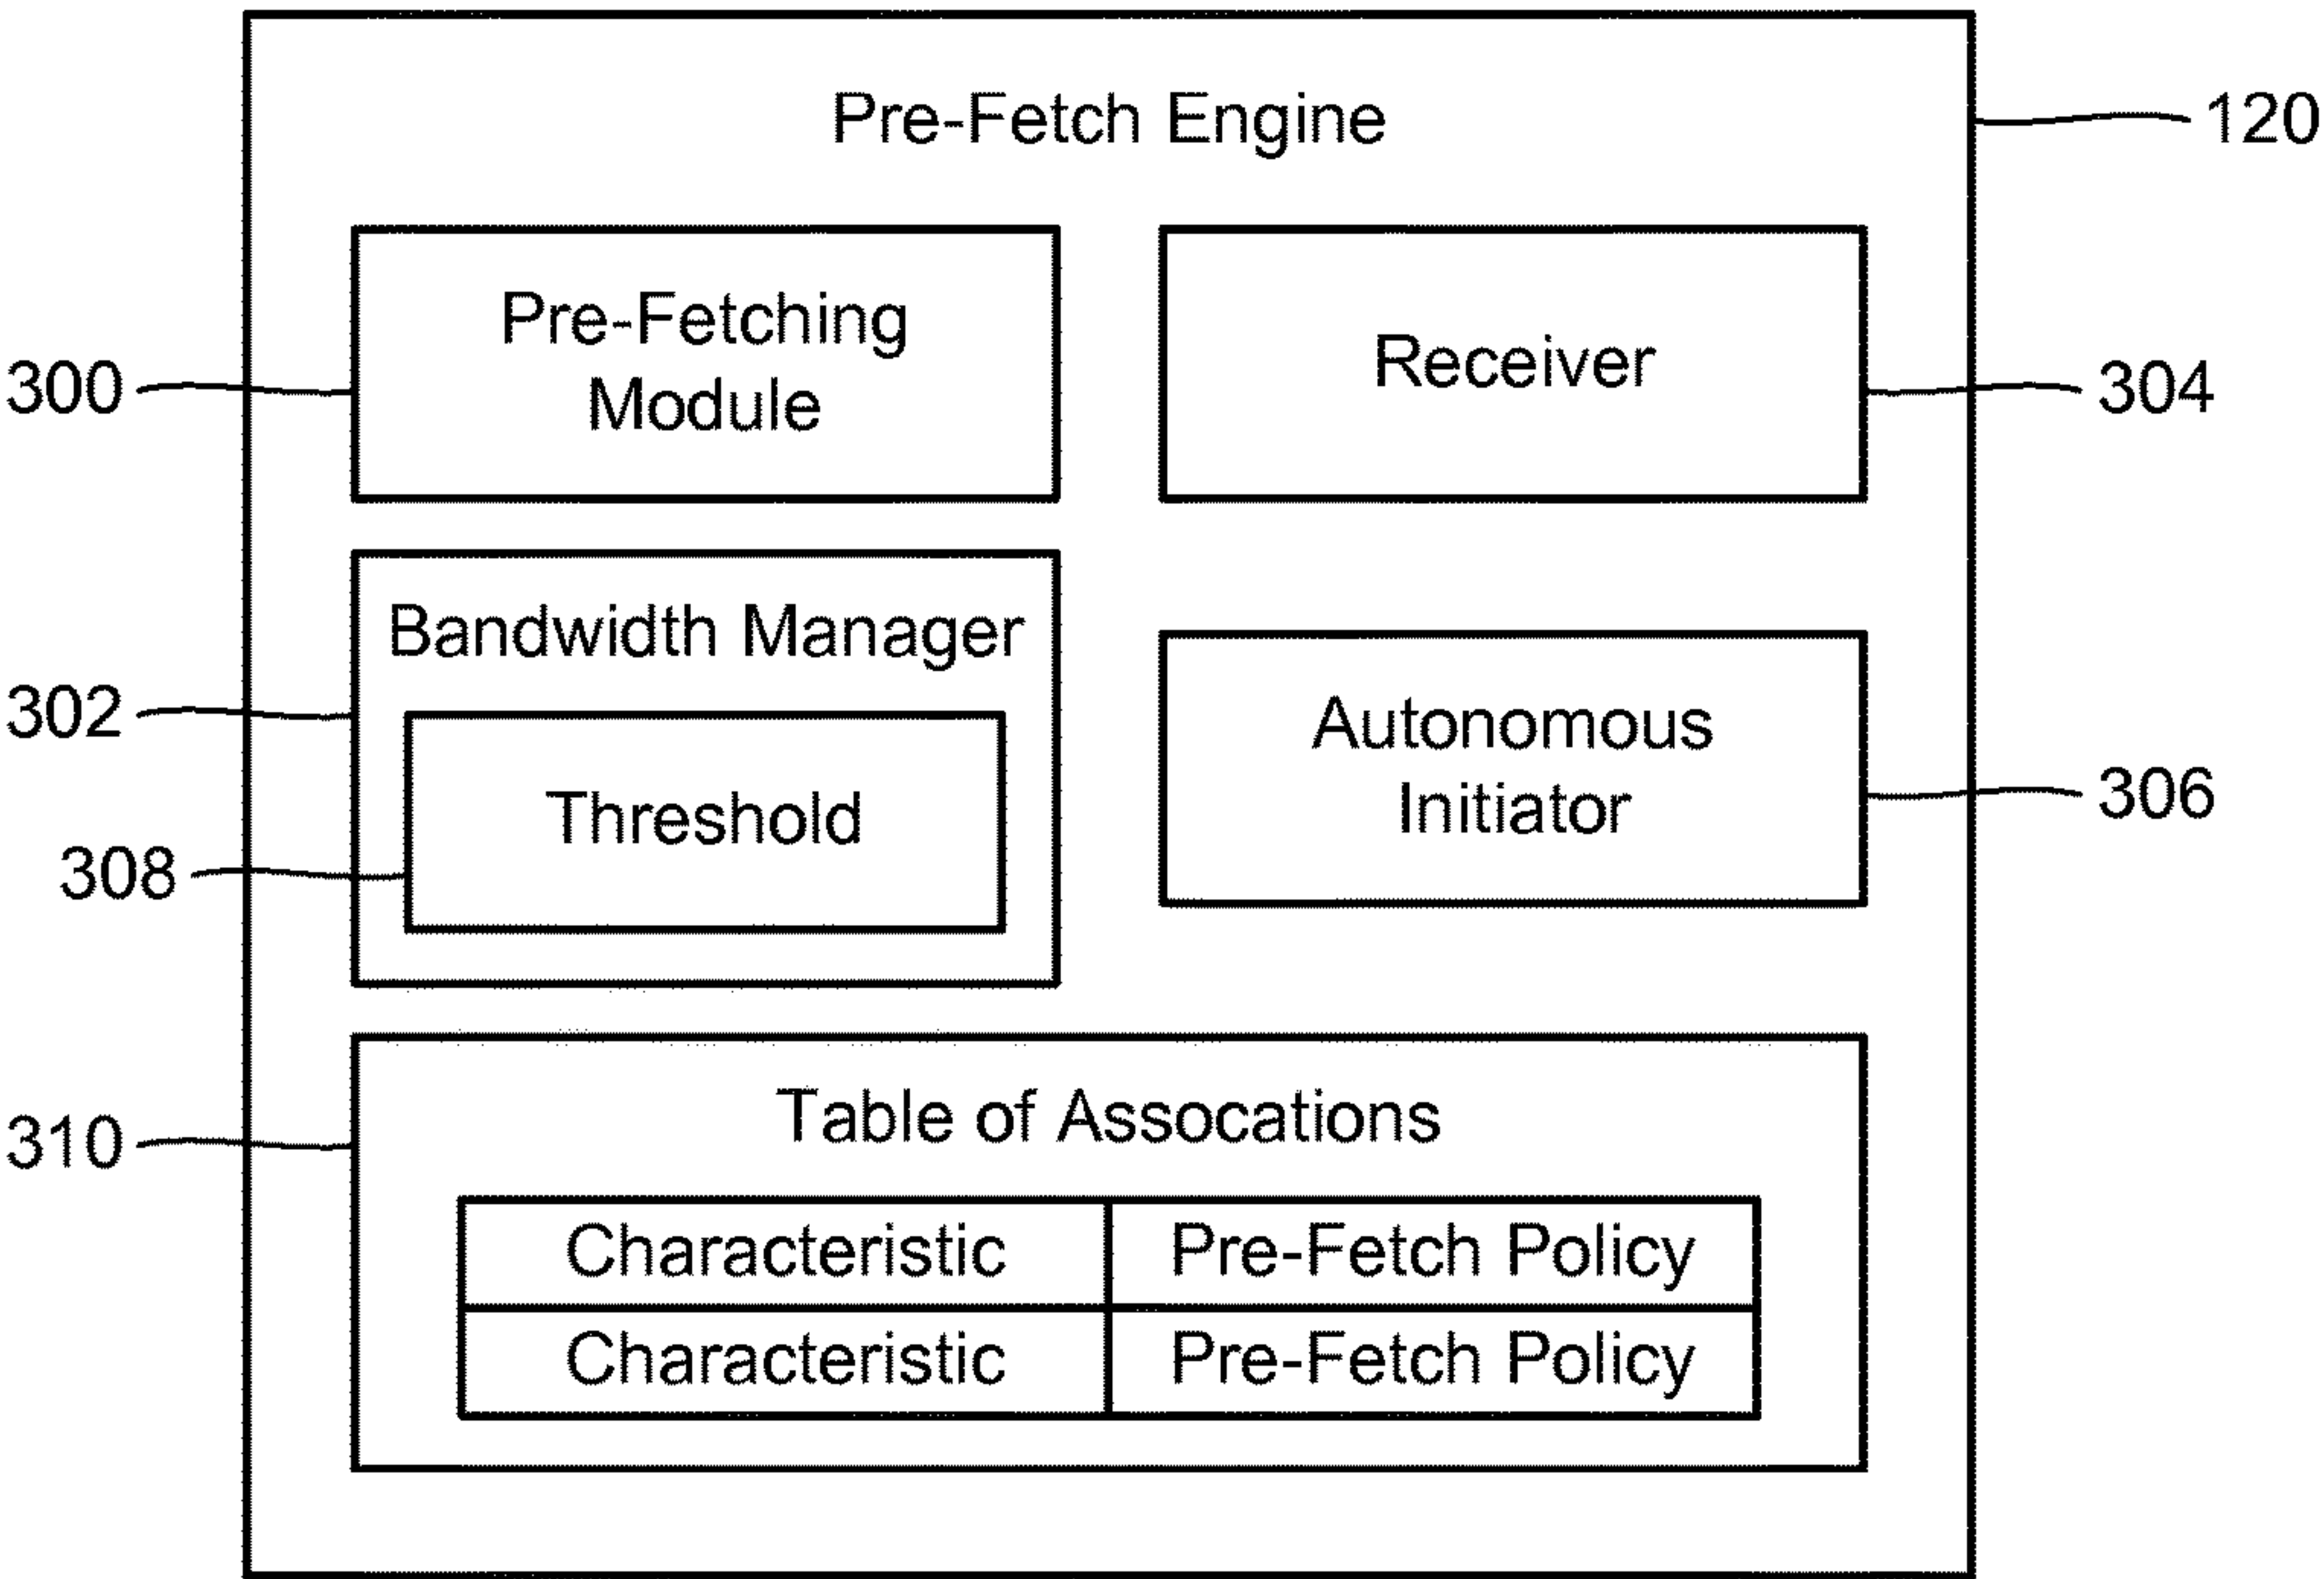 Pre-Fetch Engine
120
Pre-Fetching
Module
300
Receiver
304
Bandwidth Manager
302
Threshold
308
Autonomous
Initiator
306
Table of Assocations
310
Characteristic Pre-Fetch Policy
Characteristic Pre-Fetch Policy